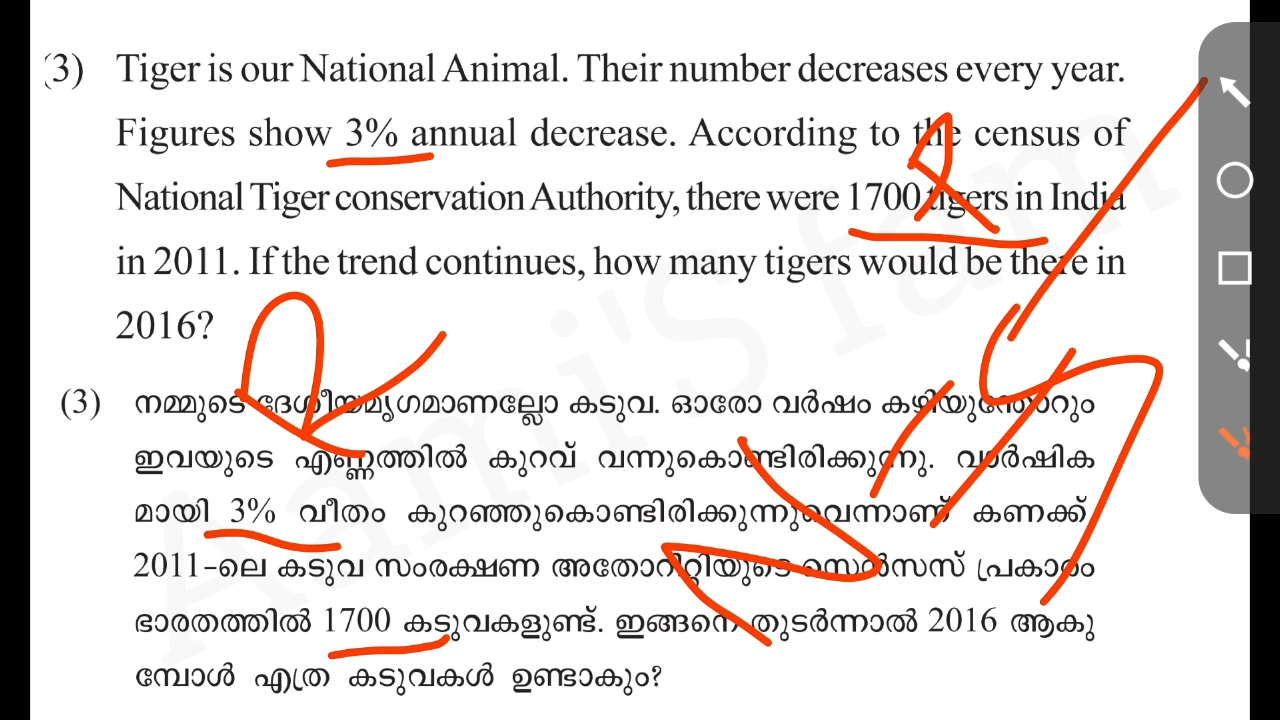 (3) Tiger is our National Animal. Their number decreases every year.
Figures show 3% annual decrease. According to the census of
National Tiger conservation Authority, there were 1700 tigers in India
in 2011. If the trend continues, how many tigers would be there in
2016?
(3) നമ്മുടെ ദേശീയമൃഗമാണല്ലോ കടുവ. ഓരോ വർഷം കഴിയുന്തോറും
ഇവയുടെ എണ്ണത്തിൽ കുറവ് വന്നുകൊണ്ടിരിക്കുന്നു. വാർഷിക
മായി 3% വീതം കുറഞ്ഞുകൊണ്ടിരിക്കുന്നുവെന്നാണ് കണക്ക്
2011-ലെ കടുവ സംരക്ഷണ അതോറിറ്റിയുടെ സെൻസസ് പ്രകാരം
ഭാരതത്തിൽ 1700 കടുവകളുണ്ട്. ഇങ്ങനെ തുടർന്നാൽ 2016 ആകു
മ്പോൾ എത്ര കടുവകൾ ഉണ്ടാകും?
Aami'S fam